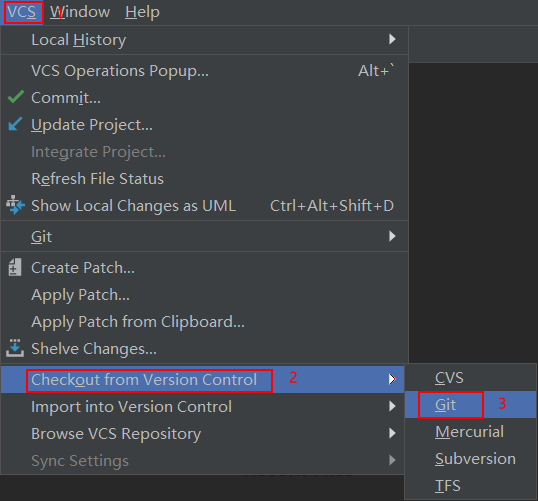 VCS Window Help
Local History
VCS Operations Popup... Alt+`
Commit...
Update Project...
Integrate Project...
Refresh File Status
Show Local Changes as UML Ctrl+Alt+Shift+D
Git
Create Patch...
Apply Patch...
Apply Patch from Clipboard...
Shelve Changes...
Checkout from Version Control 2
Import into Version Control
Browse VCS Repository
Sync Settings
CVS
Git 3
Mercurial
Subversion
TFS